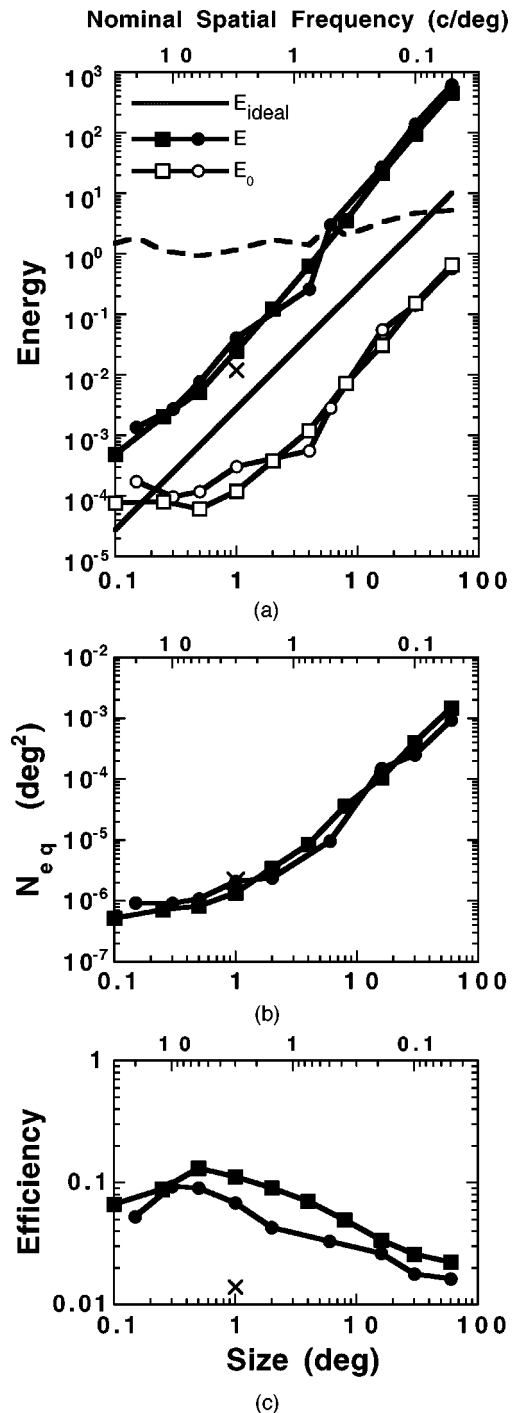 Nominal Spatial Frequency (c/deg)
10 1 0.1
10³
10²
10¹
10⁰
10⁻¹
10⁻²
10⁻³
10⁻⁴
10⁻⁵
Energy
E ideal
E
E₀
0.1 1 10 100
(a)
10 1 0.1
10⁻²
10⁻³
10⁻⁴
10⁻⁵
10⁻⁶
10⁻⁷
N eq (deg²)
0.1 1 10 100
(b)
10 1 0.1
1
0.1
0.01
Efficiency
0.1 1 10 100
Size (deg)
(c)